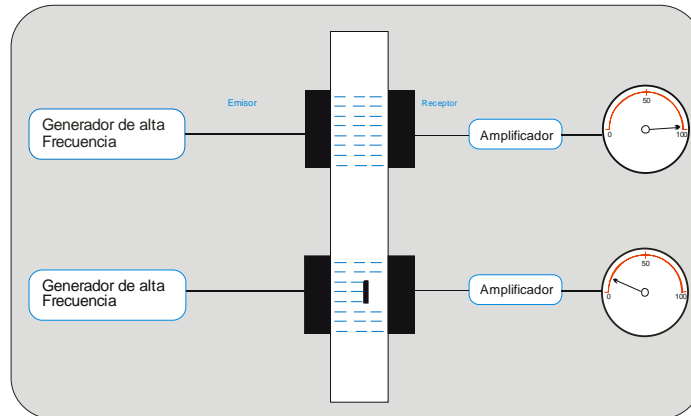 Emisor
Receptor
Generador de alta
Frecuencia
Amplificador
50
0
100
Generador de alta
Frecuencia
Amplificador
50
0
100